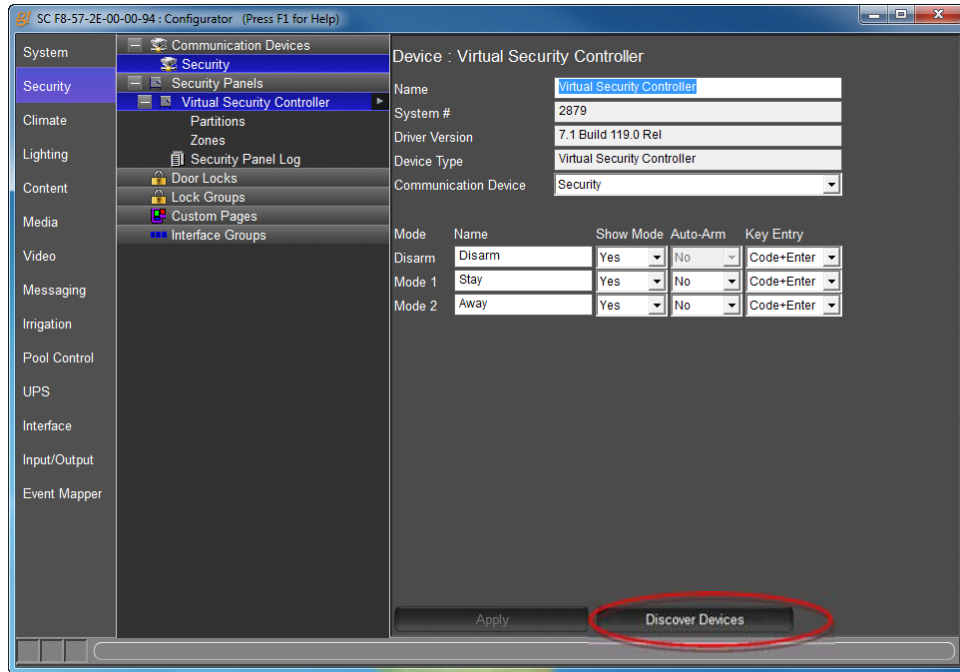 g! SC F8-57-2E-00-00-94 : Configurator (Press F1 for Help)
System
Security
Climate
Lighting
Content
Media
Video
Messaging
Irrigation
Pool Control
UPS
Interface
Input/Output
Event Mapper
Communication Devices
Security
Security Panels
Virtual Security Controller
Partitions
Zones
Security Panel Log
Door Locks
Lock Groups
Custom Pages
Interface Groups
Device : Virtual Security Controller
Name Virtual Security Controller
System # 2879
Driver Version 7.1 Build 119.0 Rel
Device Type Virtual Security Controller
Communication Device Security
Mode Name Show Mode Auto-Arm Key Entry
Disarm Disarm Yes No Code+Enter
Mode 1 Stay Yes No Code+Enter
Mode 2 Away Yes No Code+Enter
Apply Discover Devices